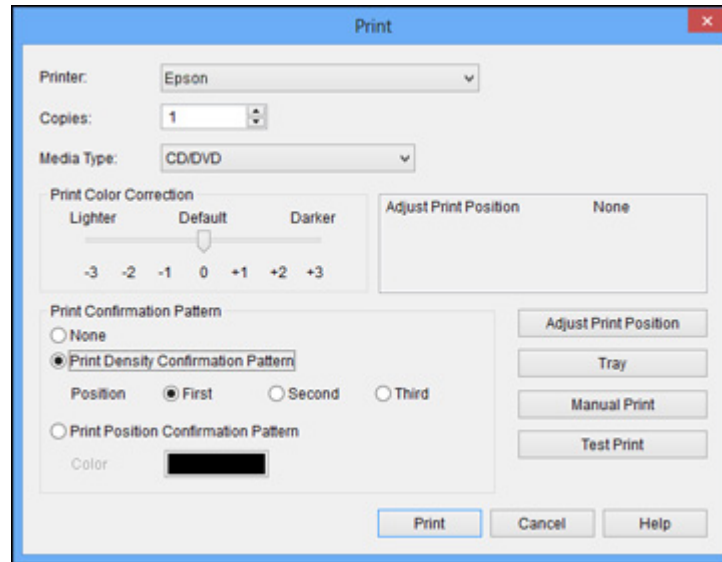 Print
Printer: Epson
Copies: 1
Media Type: CD/DVD
Print Color Correction
Lighter Default Darker
-3 -2 -1 0 +1 +2 +3
Adjust Print Position None
Print Confirmation Pattern
None
Print Density Confirmation Pattern
Position First Second Third
Print Position Confirmation Pattern
Color
Adjust Print Position
Tray
Manual Print
Test Print
Print Cancel Help